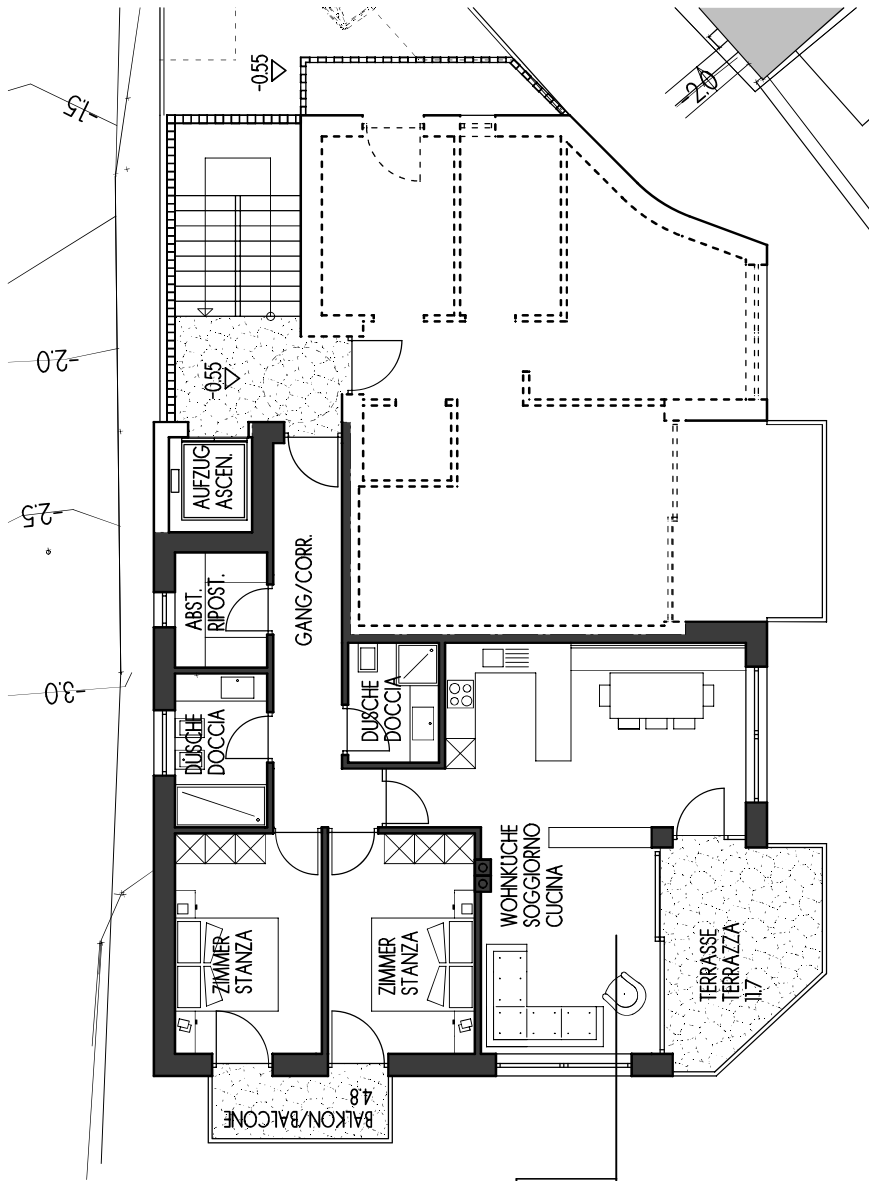 -0.55
-2.0
-1.5
-2.0
-0.55
AUFZUG
ASCEN.
-2.5
GANG/CORR.
ABST.
RIPOST.
-3.0
DUSCHE
DOCCIA
DUSCHE
DOCCIA
WOHNKÜCHE
SOGGIORNO
CUCINA
ZIMMER
STANZA
ZIMMER
STANZA
TERRASSE
TERRAZZA
11.7
BALKON/BALCONE
4.8